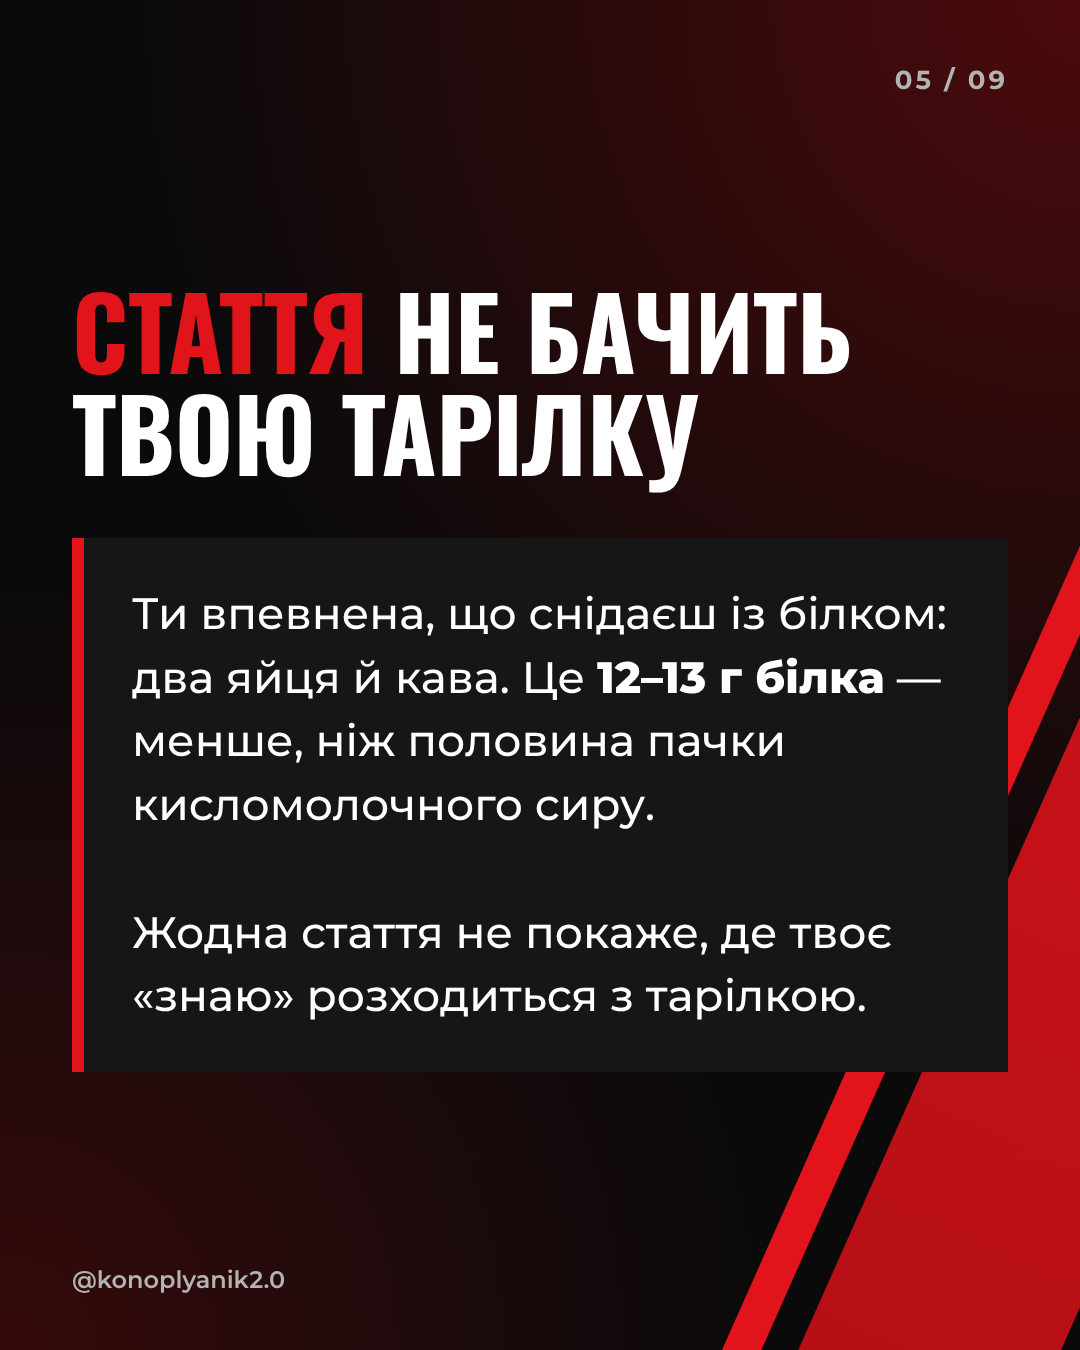 05 / 09
СТАТТЯ НЕ БАЧИТЬ
ТВОЮ ТАРІЛКУ
Ти впевнена, що снідаєш із білком:
два яйця й кава. Це 12–13 г білка —
менше, ніж половина пачки
кисломолочного сиру.
Жодна стаття не покаже, де твоє
«знаю» розходиться з тарілкою.
@konoplyanik2.0